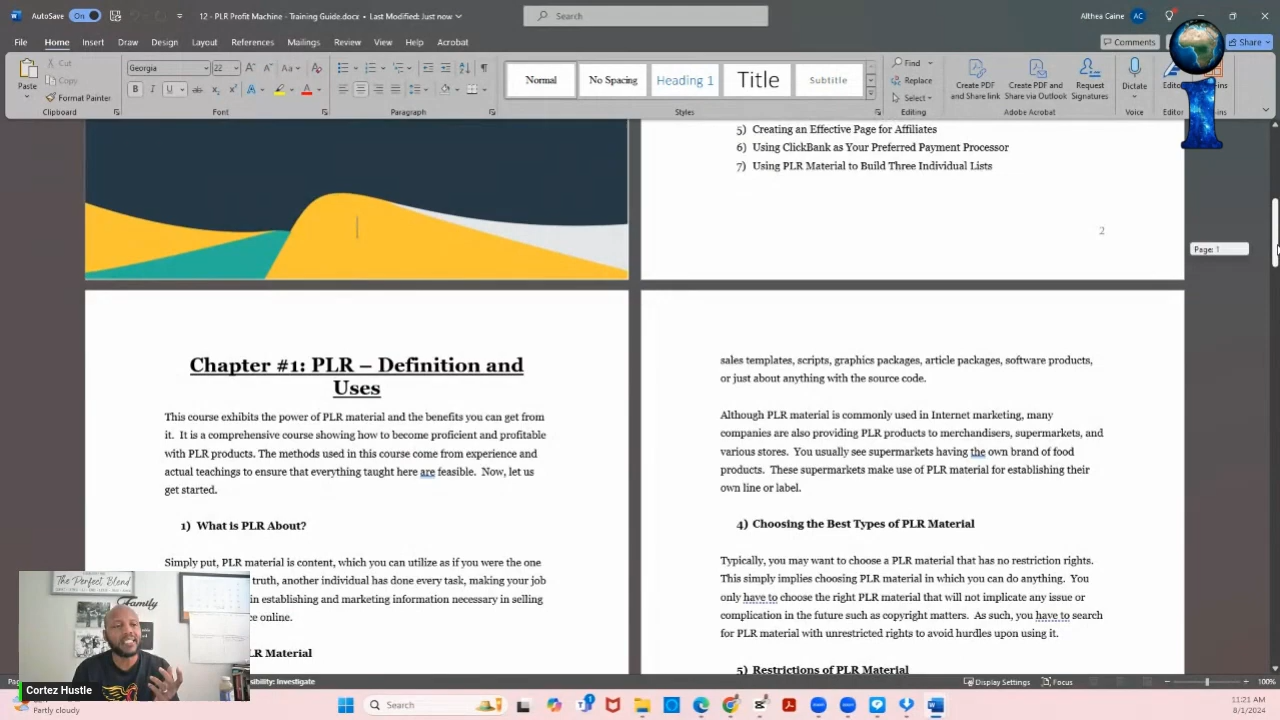 AutoSave
On
12 - PLR Profit Machine - Training Guide.docx • Last Modified: Just now
Search
Althea Caine
AC
File Home Insert Draw Design Layout References Mailings Review View Help Acrobat
Comments
Share
Paste
Cut
Copy
Format Painter
Clipboard
Georgia
22
Font
Paragraph
Normal
No Spacing
Heading 1
Title
Subtitle
Styles
Find
Replace
Select
Editing
Create PDF
and Share link
Create PDF and
Share via Outlook
Request
Signatures
Adobe Acrobat
Dictate
Voice
5) Creating an Effective Page for Affiliates
6) Using ClickBank as Your Preferred Payment Processor
7) Using PLR Material to Build Three Individual Lists
2
Page: 1
Chapter #1: PLR – Definition and
Uses
This course exhibits the power of PLR material and the benefits you can get from
it. It is a comprehensive course showing how to become proficient and profitable
with PLR products. The methods used in this course come from experience and
actual teachings to ensure that everything taught here are feasible. Now, let us
get started.
1) What is PLR About?
Simply put, PLR material is content, which you can utilize as if you were the one
truth, another individual has done every task, making your job
in establishing and marketing information necessary in selling
online.
LR Material
sales templates, scripts, graphics packages, article packages, software products,
or just about anything with the source code.
Although PLR material is commonly used in Internet marketing, many
companies are also providing PLR products to merchandisers, supermarkets, and
various stores. You usually see supermarkets having the own brand of food
products. These supermarkets make use of PLR material for establishing their
own line or label.
4) Choosing the Best Types of PLR Material
Typically, you may want to choose a PLR material that has no restriction rights.
This simply implies choosing PLR material in which you can do anything. You
only have to choose the right PLR material that will not implicate any issue or
complication in the future such as copyright matters. As such, you have to search
for PLR material with unrestricted rights to avoid hurdles upon using it.
5) Restrictions of PLR Material
The Perfect Blend
Family
Cortez Hustle
sibility: Investigate
Display Settings
Focus
100%
Partly cloudy
Search
11:21 AM
8/1/2024